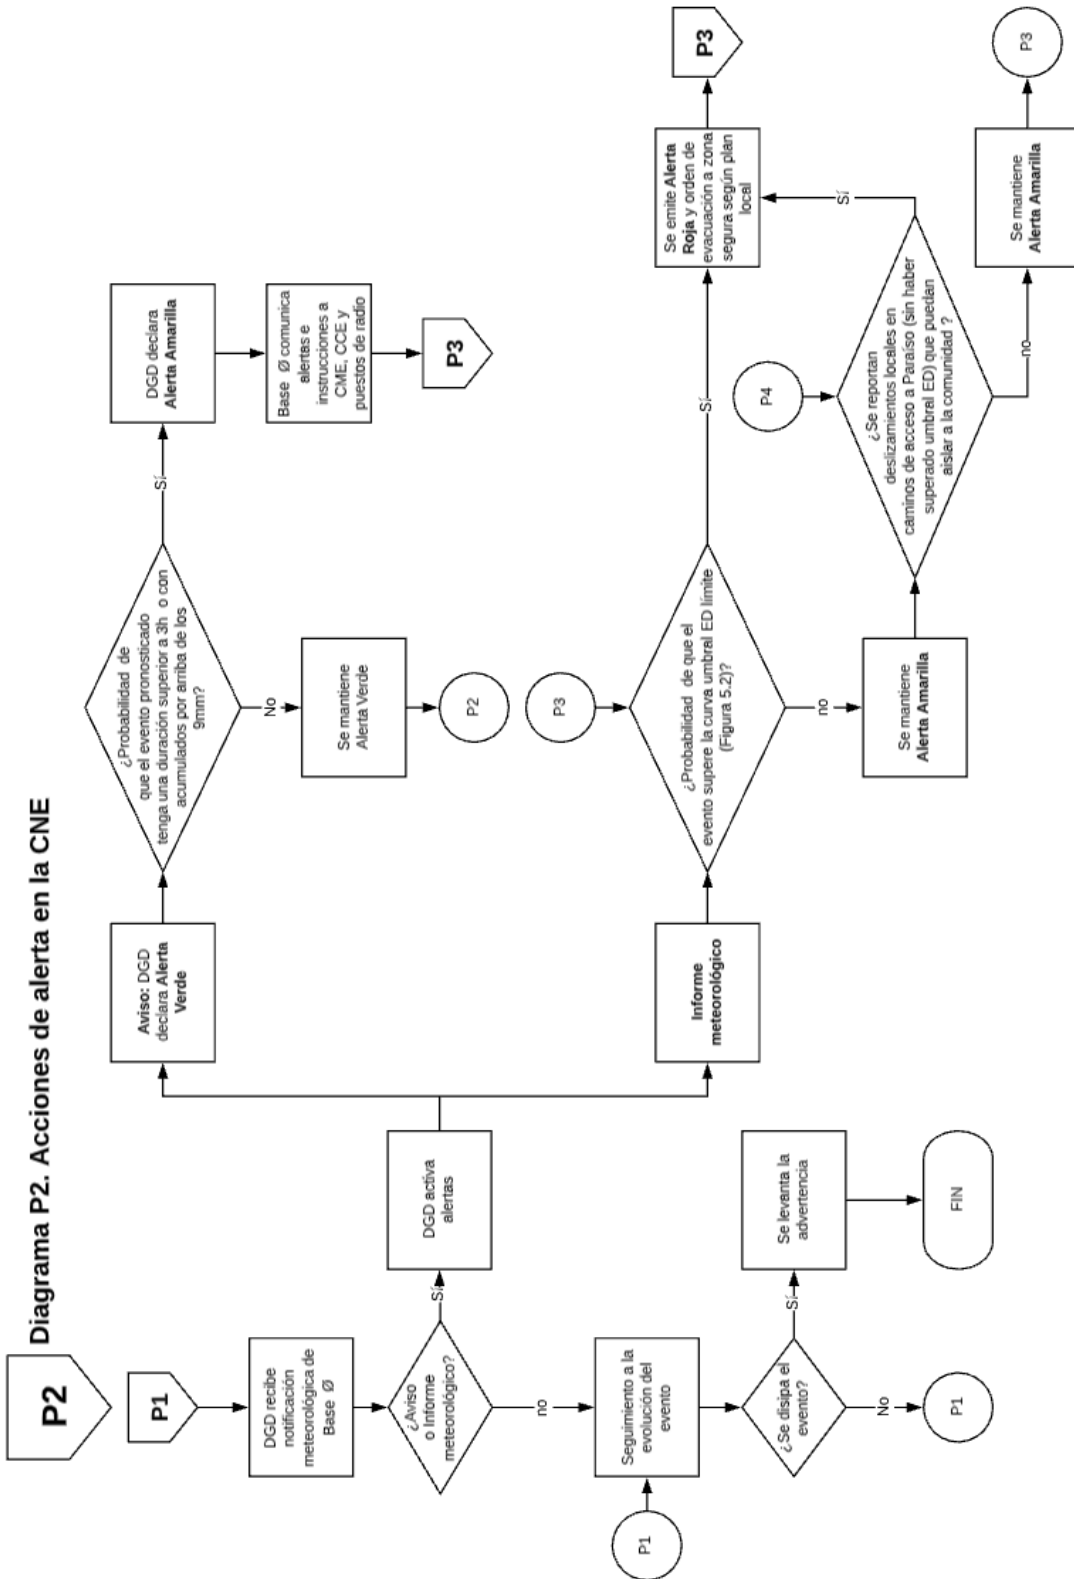 P2
Diagrama P2. Acciones de alerta en la CNE
P1
DGD recibe
notificación
meteorológica de
Base Ø
¿Aviso
o Informe
meteorológico?
Sí
no
DGD activa
alertas
P1
Seguimiento a la
evolución del
evento
¿Se disipa el
evento?
Sí
No
Se levanta la
advertencia
FIN
P1
Aviso: DGD
declara Alerta
Verde
¿Probabilidad de
que el evento pronosticado
tenga una duración superior a 3h o con
acumulados por arriba de los
9mm?
Sí
No
DGD declara
Alerta Amarilla
Base Ø comunica
alertas e
instrucciones a
CME, CCE y
puestos de radio
P3
Se mantiene
Alerta Verde
P2
Informe
meteorológico
P3
¿Probabilidad de que el
evento supere la curva umbral ED límite
(Figura 5.2)?
Sí
no
Se emite Alerta
Roja y orden de
evacuación a zona
segura según plan
local
P3
Se mantiene
Alerta Amarilla
P4
¿Se reportan
deslizamientos locales en
caminos de acceso a Paraíso (sin haber
superado umbral ED) que puedan
aislar a la comunidad ?
Sí
no
Se mantiene
Alerta Amarilla
P3